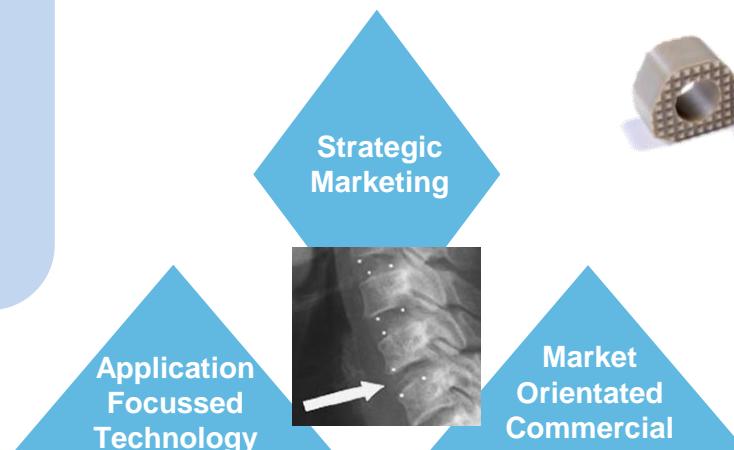 Strategic
Marketing
Application
Focussed
Technology
Market
Orientated
Commercial